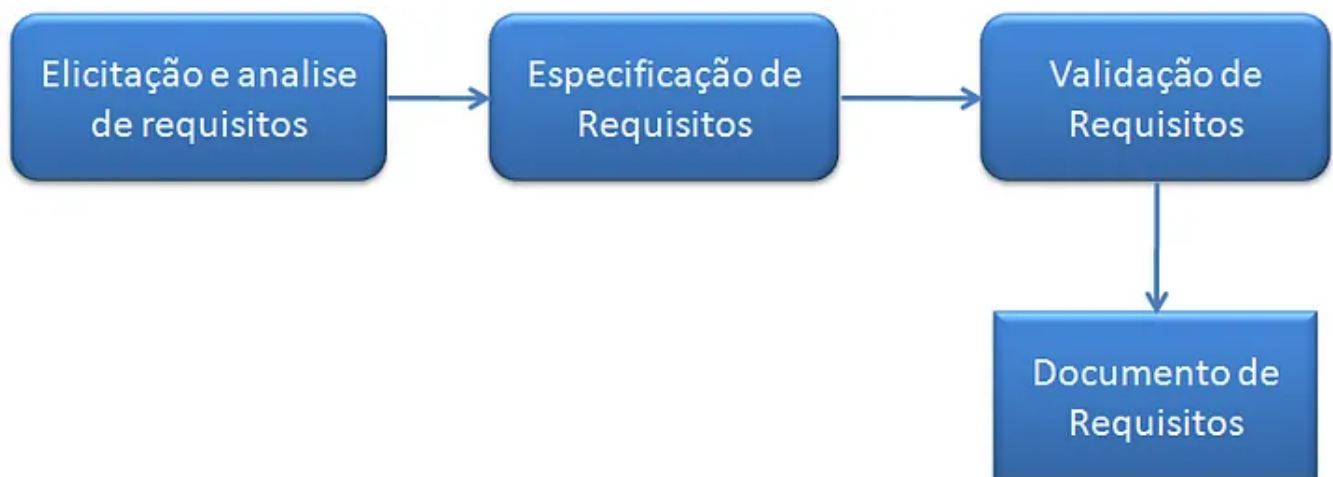 Elicitação e analise
de requisitos
Especificação de
Requisitos
Validação de
Requisitos
Documento de
Requisitos